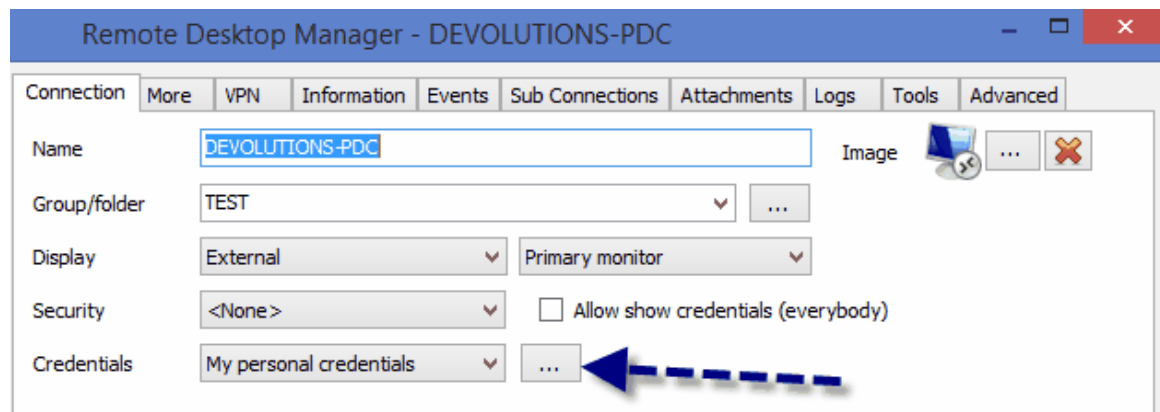 Remote Desktop Manager - DEVOLUTIONS-PDC
Connection More VPN Information Events Sub Connections Attachments Logs Tools Advanced
Name DEVOLUTIONS-PDC Image ...
Group/folder TEST ...
Display External Primary monitor
Security <None> Allow show credentials (everybody)
Credentials My personal credentials ...